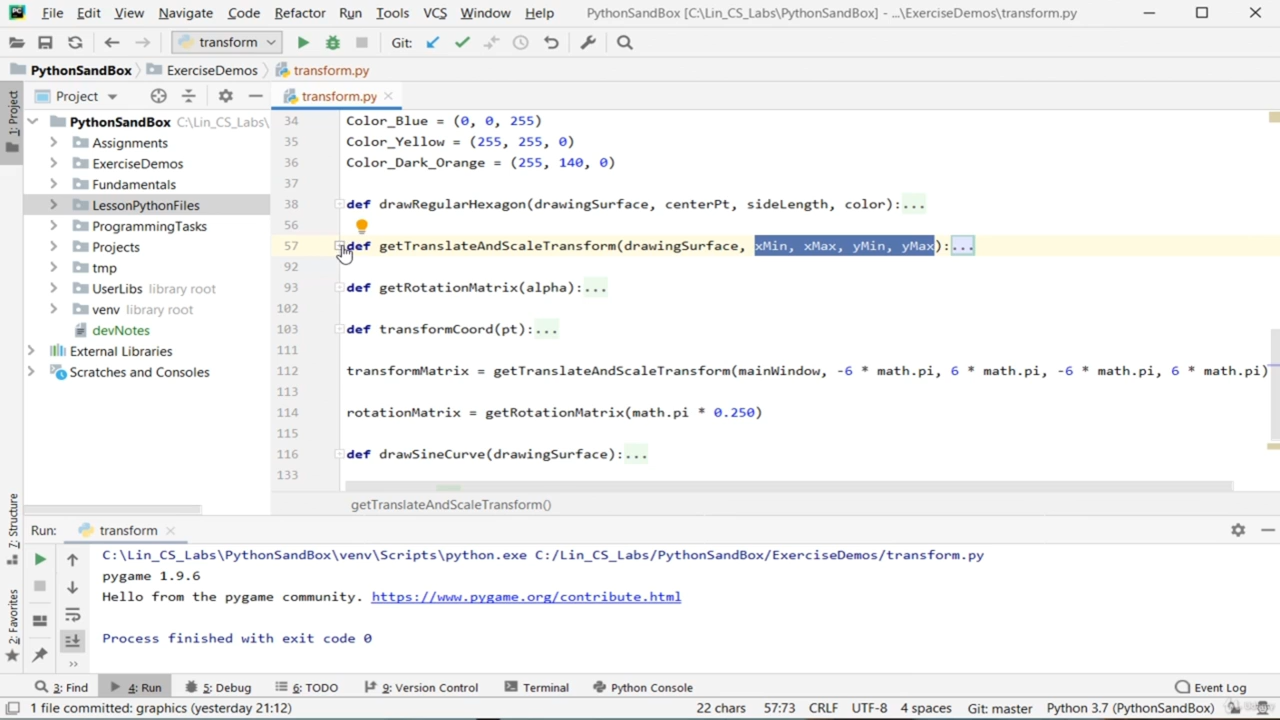 File Edit View Navigate Code Refactor Run Tools VCS Window Help PythonSandBox [C:\Lin_CS_Labs\PythonSandBox] - ...\ExerciseDemos\transform.py
transform Git:
PythonSandBox ExerciseDemos transform.py
1: Project
Project
transform.py
PythonSandBox C:\Lin_CS_Labs\
Assignments
ExerciseDemos
Fundamentals
LessonPythonFiles
ProgrammingTasks
Projects
tmp
UserLibs library root
venv library root
devNotes
External Libraries
Scratches and Consoles
34 Color_Blue = (0, 0, 255)
35 Color_Yellow = (255, 255, 0)
36 Color_Dark_Orange = (255, 140, 0)
37
38 def drawRegularHexagon(drawingSurface, centerPt, sideLength, color):...
56
57 def getTranslateAndScaleTransform(drawingSurface, xMin, xMax, yMin, yMax):...
92
93 def getRotationMatrix(alpha):...
102
103 def transformCoord(pt):...
111
112 transformMatrix = getTranslateAndScaleTransform(mainWindow, -6 * math.pi, 6 * math.pi, -6 * math.pi, 6 * math.pi)
113
114 rotationMatrix = getRotationMatrix(math.pi * 0.250)
115
116 def drawSineCurve(drawingSurface):...
133
getTranslateAndScaleTransform()
Z: Structure
2: Favorites
Run: transform
C:\Lin_CS_Labs\PythonSandBox\venv\Scripts\python.exe C:/Lin_CS_Labs/PythonSandBox/ExerciseDemos/transform.py
pygame 1.9.6
Hello from the pygame community. https://www.pygame.org/contribute.html
Process finished with exit code 0
3: Find 4: Run 5: Debug 6: TODO 9: Version Control Terminal Python Console Event Log
1 file committed: graphics (yesterday 21:12) 22 chars 57:73 CRLF UTF-8 4 spaces Git: master Python 3.7 (PythonSandBox)